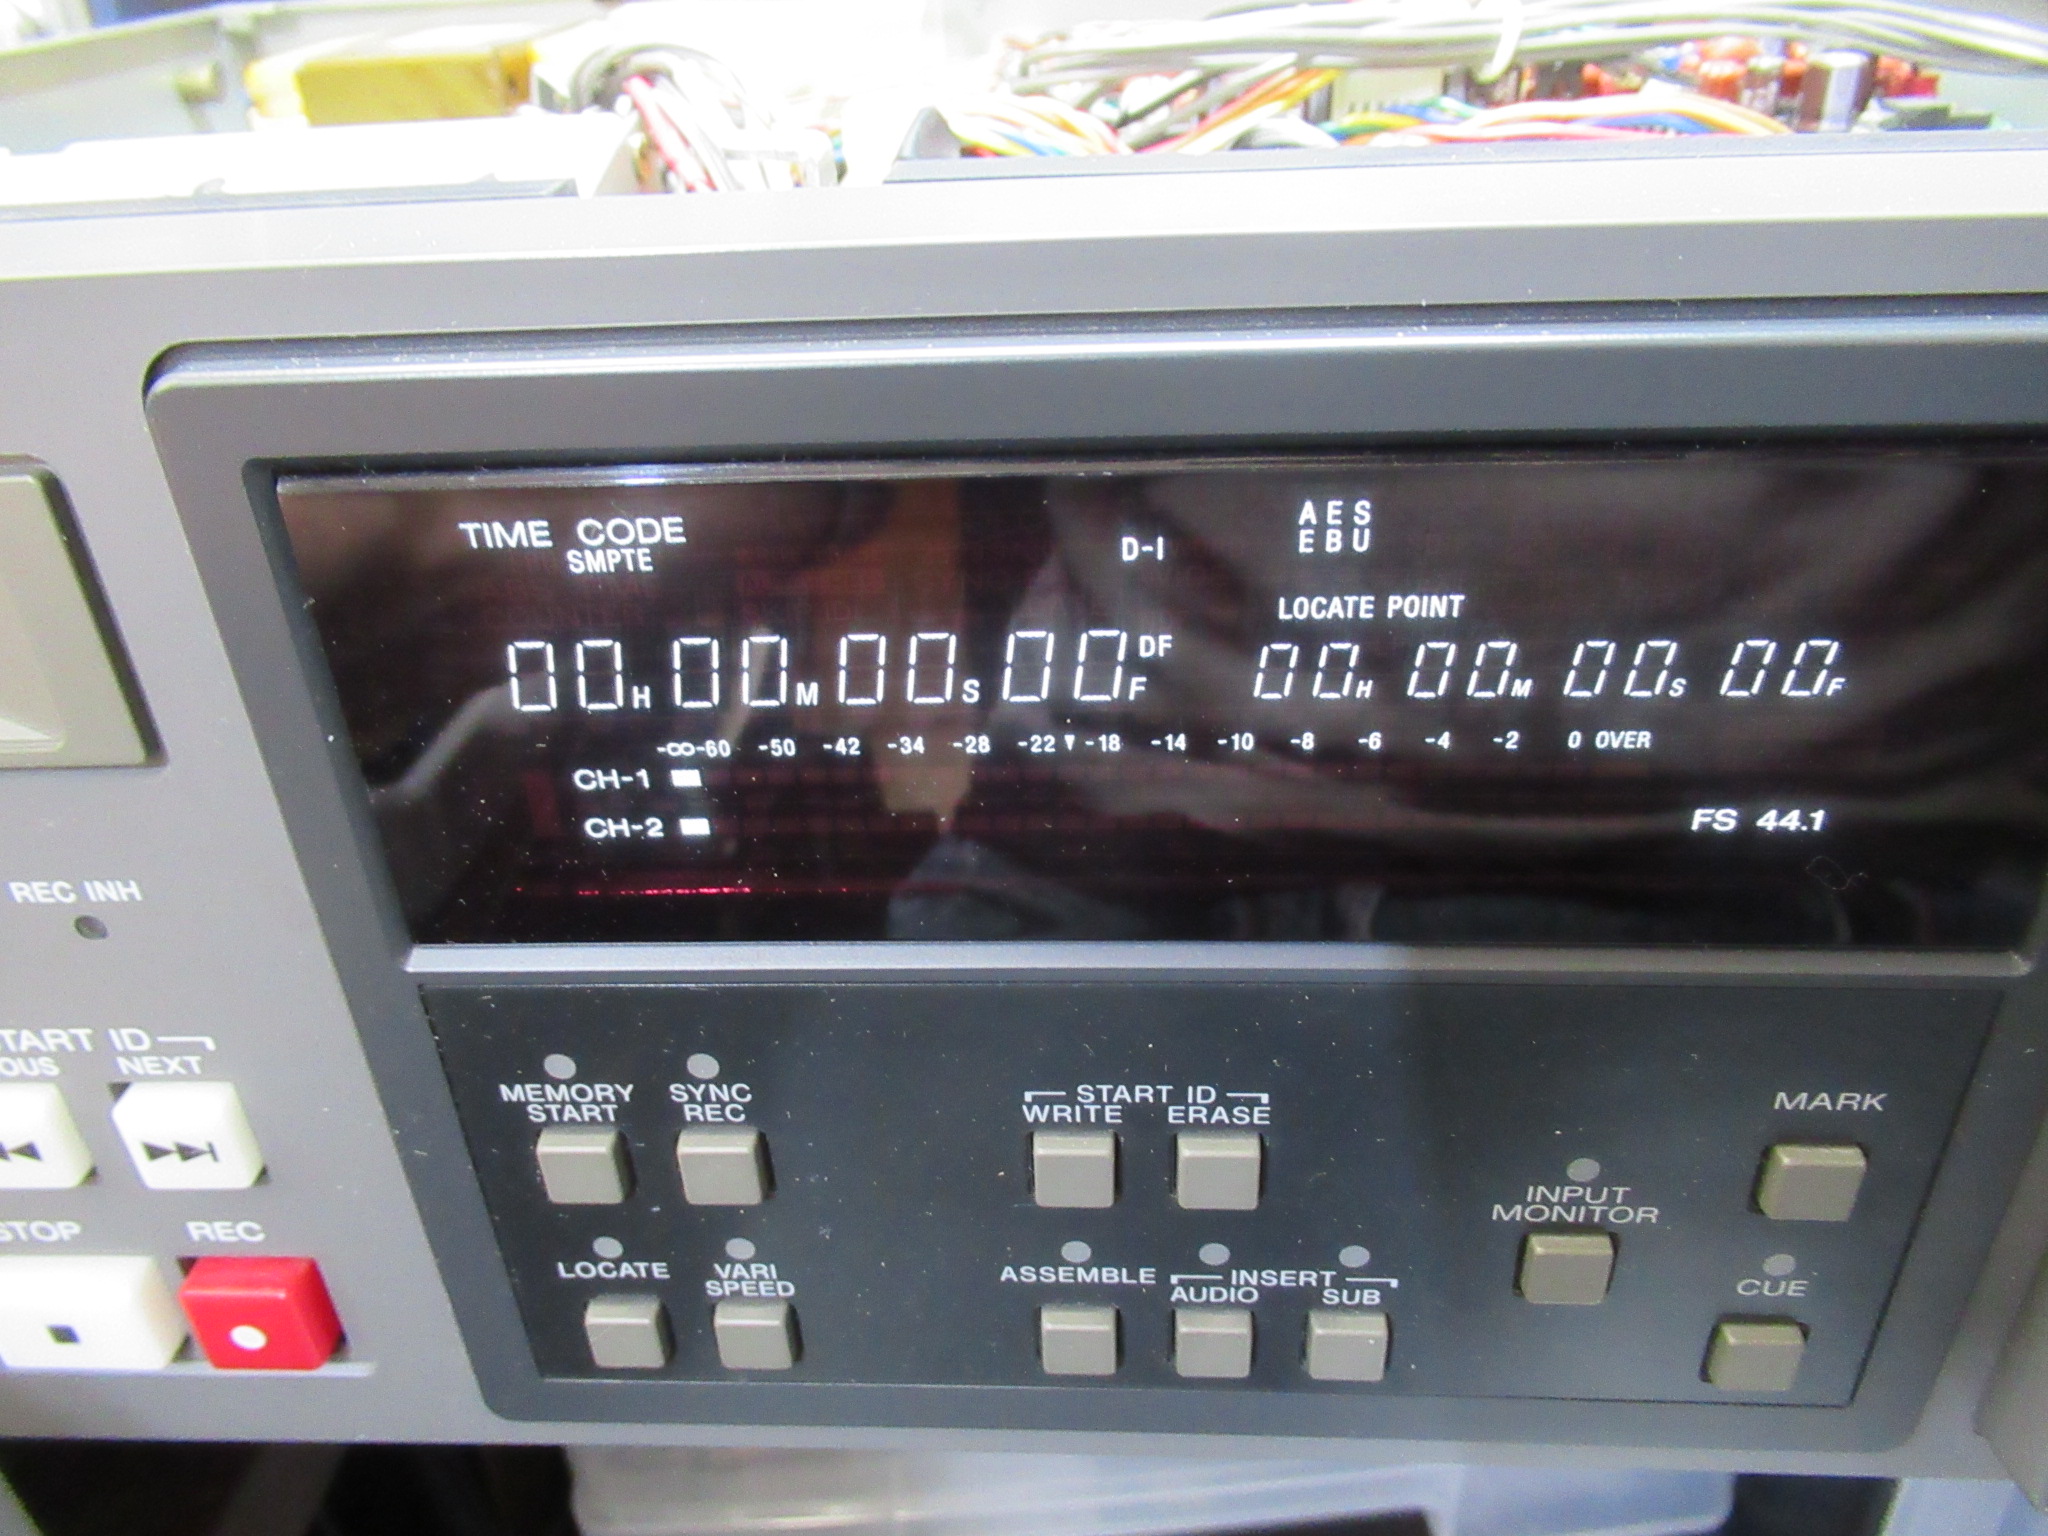 TIME CODE
SMPTE
D-I
AES
EBU
LOCATE POINT
00H 00M 00S 00F DF
00H 00M 00S 00F
-∞-60 -50 -42 -34 -28 -22▼-18 -14 -10 -8 -6 -4 -2 0 OVER
CH-1
CH-2
FS 44.1
REC INH
START ID
NEXT
STOP
REC
MEMORY
START
SYNC
REC
START ID
WRITE ERASE
MARK
INPUT
MONITOR
LOCATE
VARI
SPEED
ASSEMBLE
INSERT
AUDIO SUB
CUE